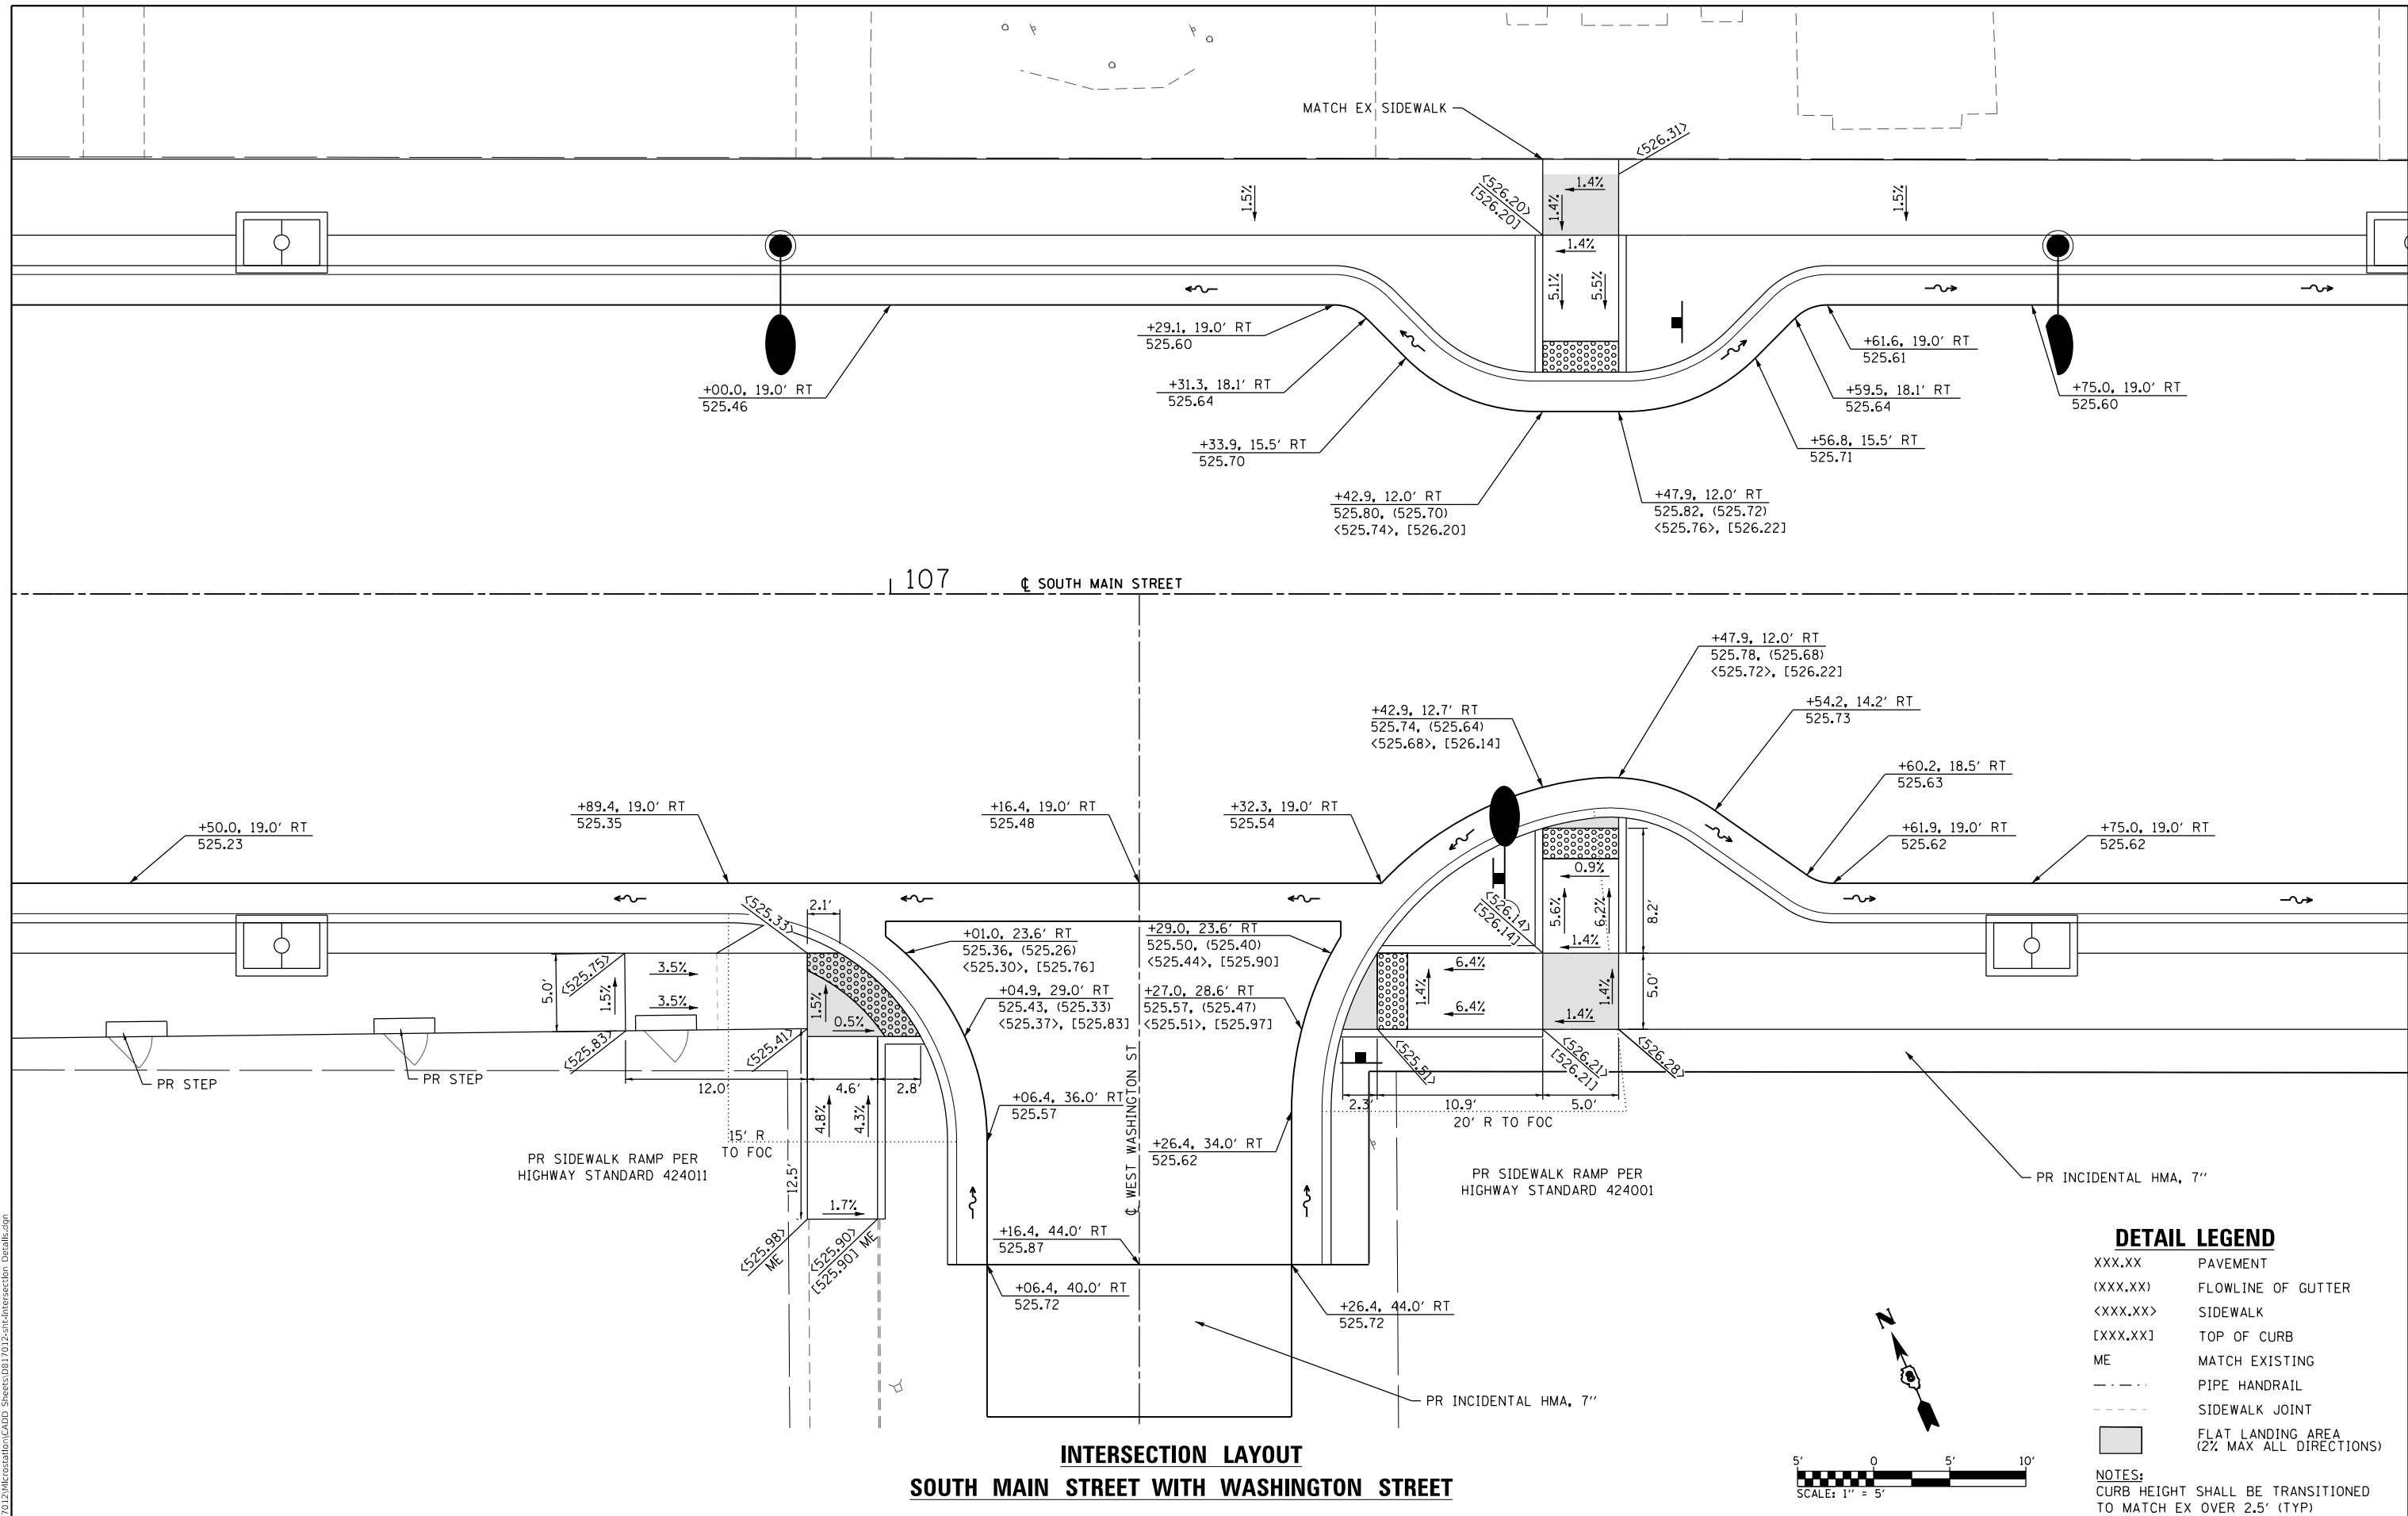 MATCH EX SIDEWALK
<526.31>
1.4%
1.4%
<526.20>
[526.20]
1.5%
1.5%
1.4%
5.1%
5.5%
+29.1, 19.0' RT
525.60
+31.3, 18.1' RT
525.64
+00.0, 19.0' RT
525.46
+33.9, 15.5' RT
525.70
+61.6, 19.0' RT
525.61
+59.5, 18.1' RT
525.64
+75.0, 19.0' RT
525.60
+56.8, 15.5' RT
525.71
+42.9, 12.0' RT
525.80, (525.70)
<525.74>, [526.20]
+47.9, 12.0' RT
525.82, (525.72)
<525.76>, [526.22]
107
℄ SOUTH MAIN STREET
+47.9, 12.0' RT
525.78, (525.68)
<525.72>, [526.22]
+42.9, 12.7' RT
525.74, (525.64)
<525.68>, [526.14]
+54.2, 14.2' RT
525.73
+60.2, 18.5' RT
525.63
+50.0, 19.0' RT
525.23
+89.4, 19.0' RT
525.35
+16.4, 19.0' RT
525.48
+32.3, 19.0' RT
525.54
+61.9, 19.0' RT
525.62
+75.0, 19.0' RT
525.62
<525.33>
2.1'
+01.0, 23.6' RT
525.36, (525.26)
<525.30>, [525.76]
+29.0, 23.6' RT
525.50, (525.40)
<525.44>, [525.90]
0.9%
<526.14>
[526.14]
5.6%
6.2%
8.2'
1.4%
5.0'
<525.75>
1.5%
3.5%
3.5%
1.5%
0.5%
+04.9, 29.0' RT
525.43, (525.33)
<525.37>, [525.83]
+27.0, 28.6' RT
525.57, (525.47)
<525.51>, [525.97]
1.4%
6.4%
6.4%
1.4%
1.4%
5.0'
<525.83>
<525.41>
<525.51>
<526.21>
[526.21]
<526.28>
PR STEP
PR STEP
12.0'
4.6'
2.8'
2.3'
10.9'
5.0'
4.8%
4.3%
12.5'
15' R
TO FOC
+06.4, 36.0' RT
525.57
℄ WEST WASHINGTON ST
+26.4, 34.0' RT
525.62
20' R TO FOC
PR SIDEWALK RAMP PER
HIGHWAY STANDARD 424011
PR SIDEWALK RAMP PER
HIGHWAY STANDARD 424001
PR INCIDENTAL HMA, 7''
1.7%
<525.98>
ME
<525.90>
[525.90] ME
+16.4, 44.0' RT
525.87
+06.4, 40.0' RT
525.72
+26.4, 44.0' RT
525.72
PR INCIDENTAL HMA, 7''
DETAIL LEGEND
XXX.XX PAVEMENT
(XXX.XX) FLOWLINE OF GUTTER
<XXX.XX> SIDEWALK
[XXX.XX] TOP OF CURB
ME MATCH EXISTING
PIPE HANDRAIL
SIDEWALK JOINT
FLAT LANDING AREA
(2% MAX ALL DIRECTIONS)
N
5' 0 5' 10'
SCALE: 1'' = 5'
NOTES:
CURB HEIGHT SHALL BE TRANSITIONED
TO MATCH EX OVER 2.5' (TYP)
INTERSECTION LAYOUT
SOUTH MAIN STREET WITH WASHINGTON STREET
7012\Microstation\CADD Sheets\D817012-sht-Intersection Details.dgn